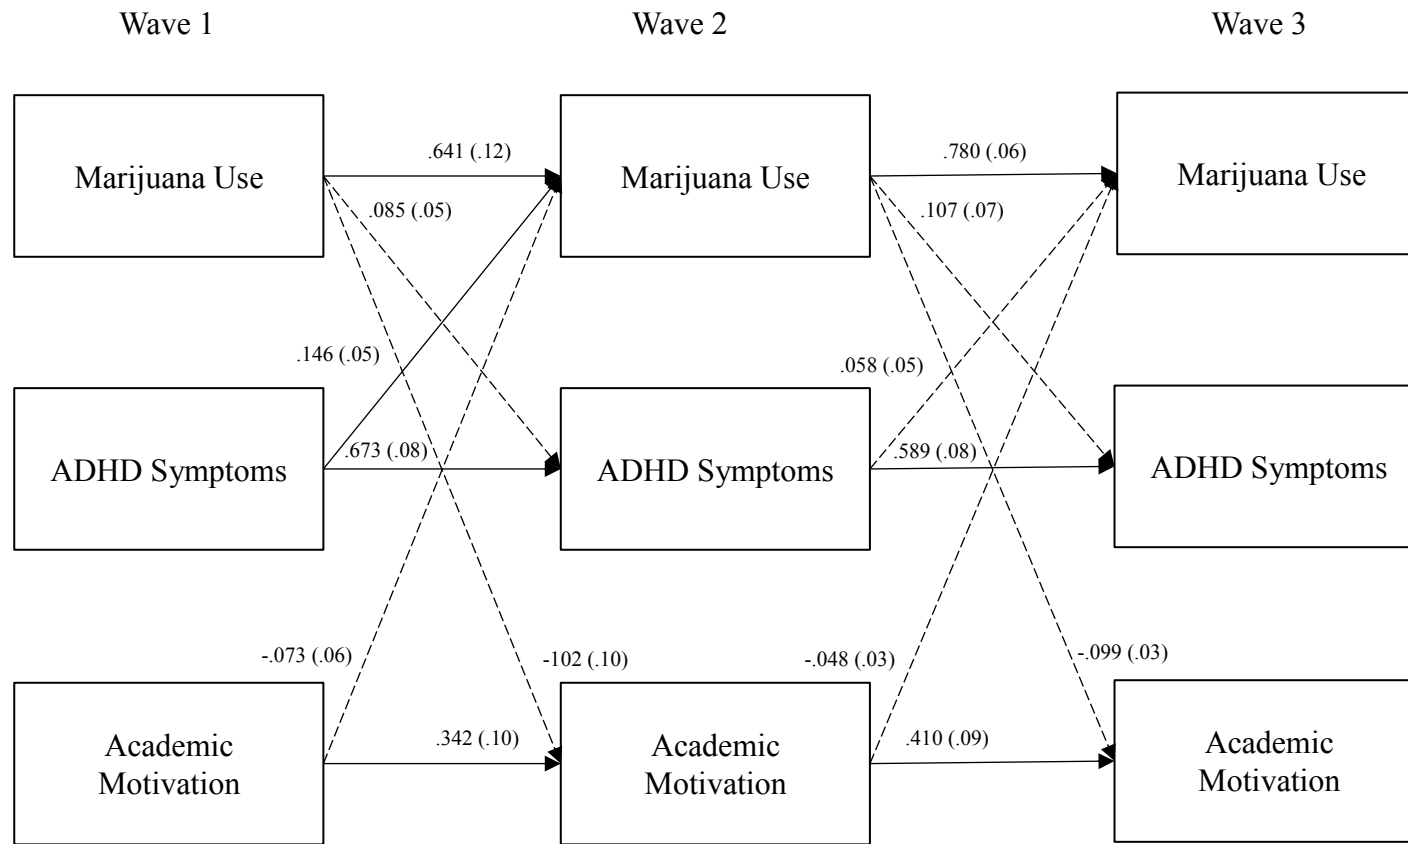 Wave 1
Wave 2
Wave 3
Marijuana Use
.641 (.12)
Marijuana Use
.780 (.06)
Marijuana Use
.085 (.05)
.107 (.07)
.146 (.05)
.058 (.05)
ADHD Symptoms
.673 (.08)
ADHD Symptoms
.589 (.08)
ADHD Symptoms
-.073 (.06)
-102 (.10)
-.048 (.03)
-.099 (.03)
Academic
Motivation
.342 (.10)
Academic
Motivation
.410 (.09)
Academic
Motivation